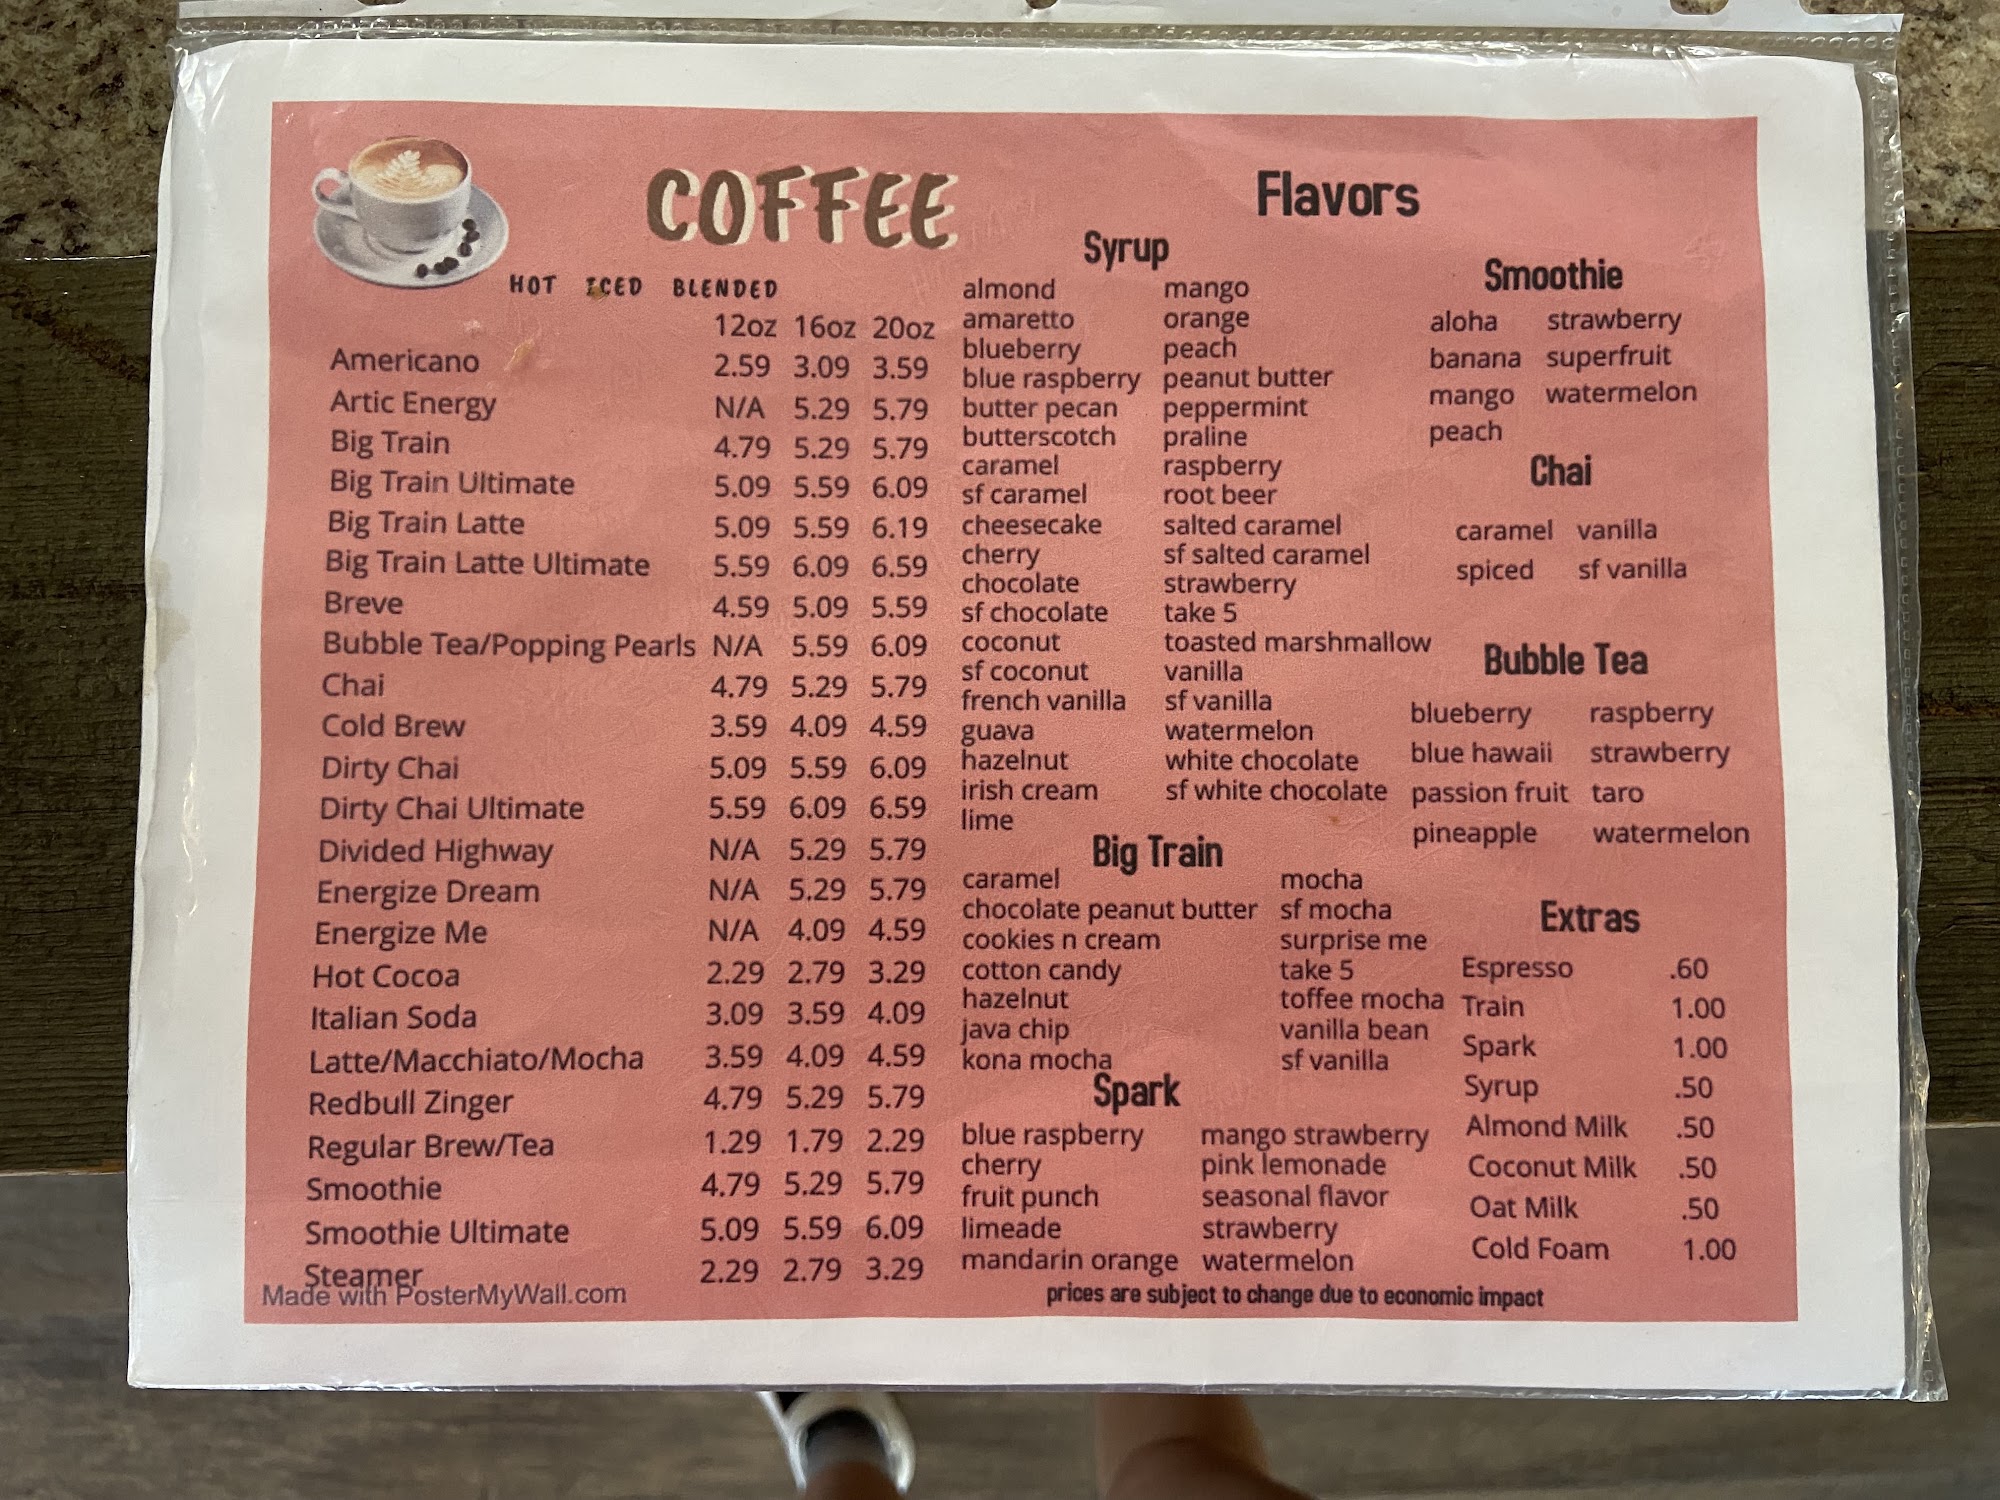 COFFEE
HOT ICED BLENDED
12oz 16oz 20oz
Americano 2.59 3.09 3.59
Artic Energy N/A 5.29 5.79
Big Train 4.79 5.29 5.79
Big Train Ultimate 5.09 5.59 6.09
Big Train Latte 5.09 5.59 6.19
Big Train Latte Ultimate 5.59 6.09 6.59
Breve 4.59 5.09 5.59
Bubble Tea/Popping Pearls N/A 5.59 6.09
Chai 4.79 5.29 5.79
Cold Brew 3.59 4.09 4.59
Dirty Chai 5.09 5.59 6.09
Dirty Chai Ultimate 5.59 6.09 6.59
Divided Highway N/A 5.29 5.79
Energize Dream N/A 5.29 5.79
Energize Me N/A 4.09 4.59
Hot Cocoa 2.29 2.79 3.29
Italian Soda 3.09 3.59 4.09
Latte/Macchiato/Mocha 3.59 4.09 4.59
Redbull Zinger 4.79 5.29 5.79
Regular Brew/Tea 1.29 1.79 2.29
Smoothie 4.79 5.29 5.79
Smoothie Ultimate 5.09 5.59 6.09
Steamer 2.29 2.79 3.29
Made with PosterMyWall.com
Flavors
Syrup
almond mango
amaretto orange
blueberry peach
blue raspberry peanut butter
butter pecan peppermint
butterscotch praline
caramel raspberry
sf caramel root beer
cheesecake salted caramel
cherry sf salted caramel
chocolate strawberry
sf chocolate take 5
coconut toasted marshmallow
sf coconut vanilla
french vanilla sf vanilla
guava watermelon
hazelnut white chocolate
irish cream sf white chocolate
lime
Big Train
caramel mocha
chocolate peanut butter sf mocha
cookies n cream surprise me
cotton candy take 5
hazelnut toffee mocha
java chip vanilla bean
kona mocha sf vanilla
Spark
blue raspberry mango strawberry
cherry pink lemonade
fruit punch seasonal flavor
limeade strawberry
mandarin orange watermelon
Smoothie
aloha strawberry
banana superfruit
mango watermelon
peach
Chai
caramel vanilla
spiced sf vanilla
Bubble Tea
blueberry raspberry
blue hawaii strawberry
passion fruit taro
pineapple watermelon
Extras
Espresso .60
Train 1.00
Spark 1.00
Syrup .50
Almond Milk .50
Coconut Milk .50
Oat Milk .50
Cold Foam 1.00
prices are subject to change due to economic impact